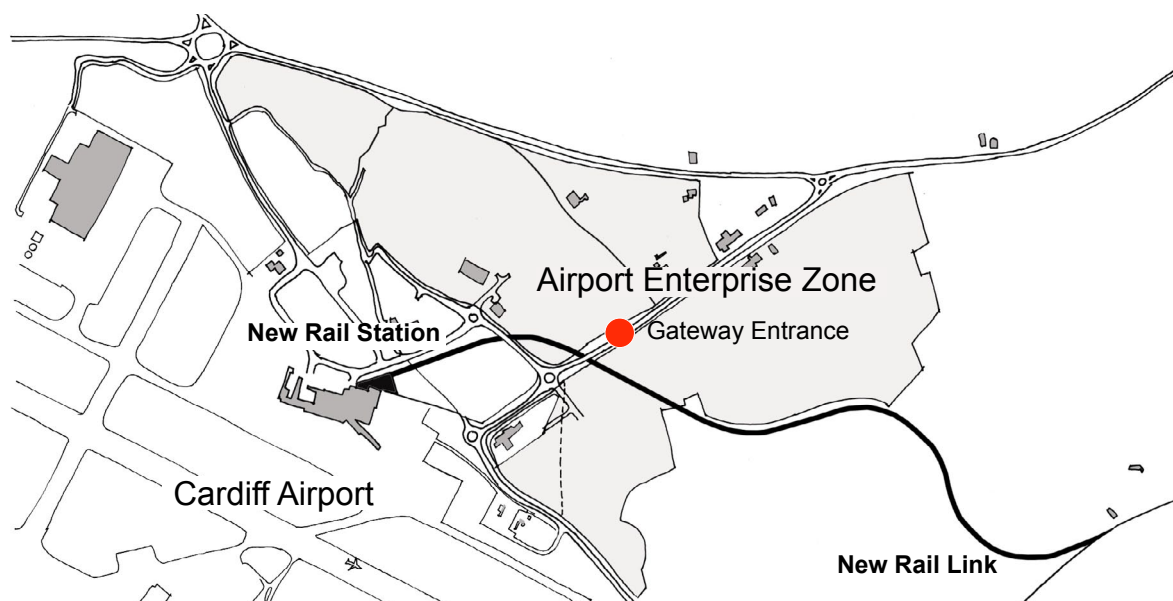 Airport Enterprise Zone
Gateway Entrance
New Rail Station
Cardiff Airport
New Rail Link